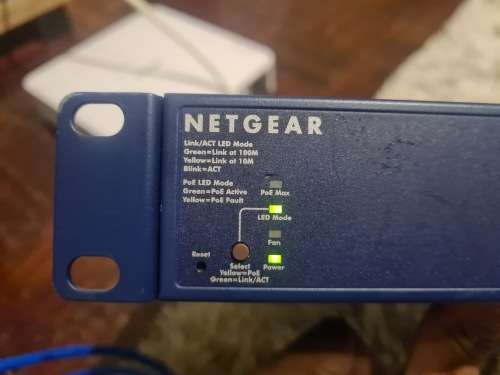 NETGEAR
Link/ACT LED Mode
Green=Link at 100M
Yellow=Link at 10M
Blink=ACT
PoE LED Mode
Green=PoE Active
Yellow=PoE Fault
PoE Max
LED Mode
Fan
Reset
Select
Power
Yellow=PoE
Green=Link/ACT